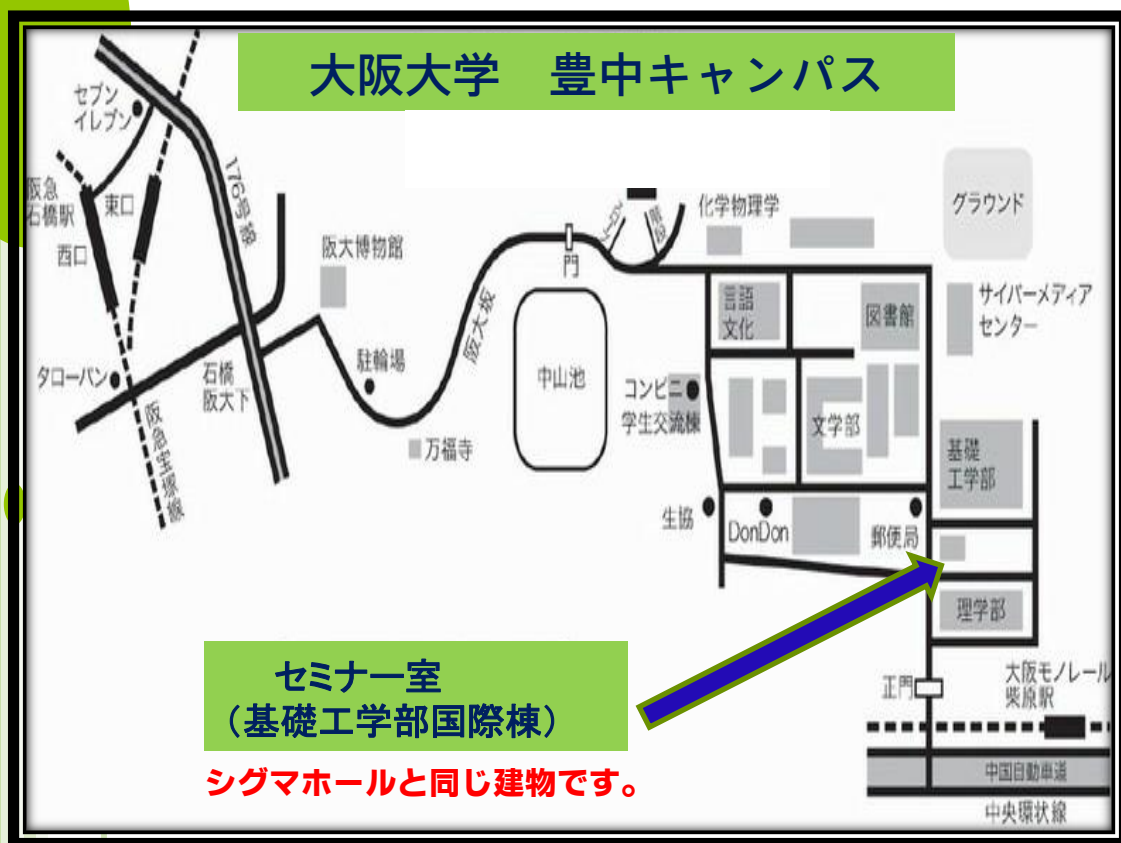 大阪大学　豊中キャンパス
セブン
イレブン
176号線
阪急
石橋駅
東口
西口
阪大博物館
門
化学物理学
グラウンド
サイバーメディア
センター
言語
文化
図書館
阪大坂
中山池
駐輪場
タローパン
石橋
阪大下
阪急宝塚線
万福寺
コンビニ
学生交流棟
文学部
基礎
工学部
生協
DonDon
郵便局
理学部
セミナー室
（基礎工学部国際棟）
シグマホールと同じ建物です。
正門
大阪モノレール
柴原駅
中国自動車道
中央環状線